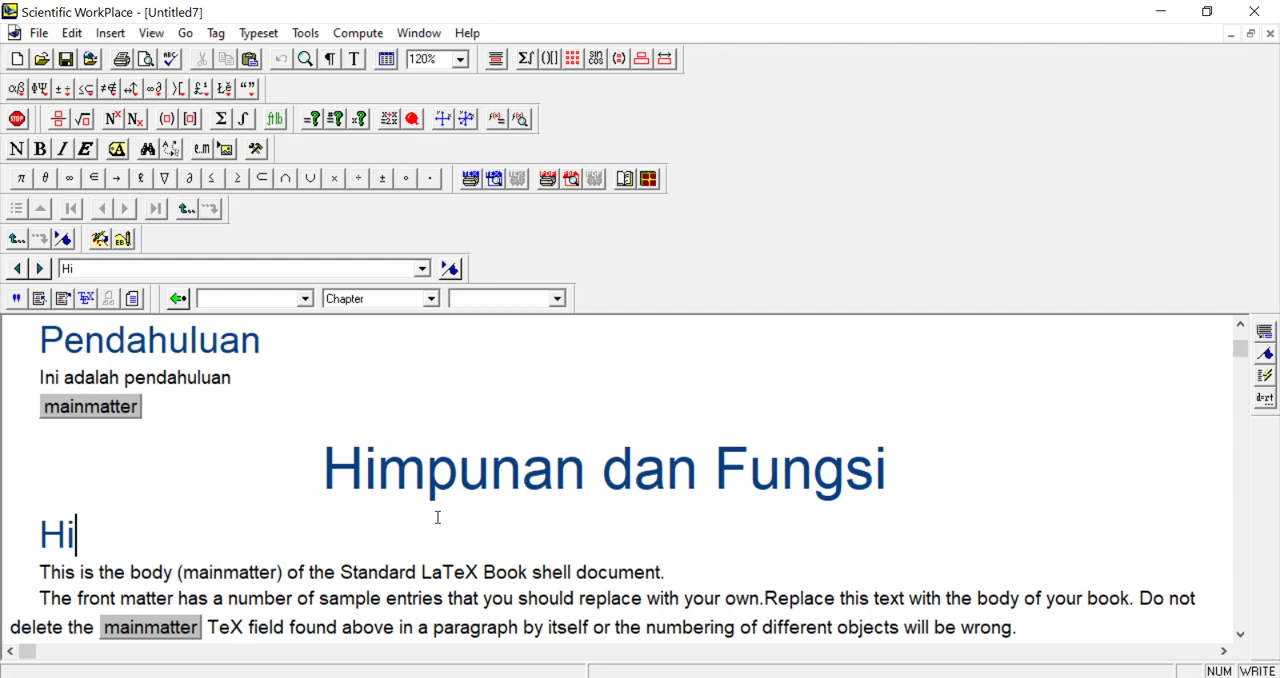 Scientific WorkPlace - [Untitled7]
File Edit Insert View Go Tag Typeset Tools Compute Window Help
120%
Hi
Chapter
Pendahuluan
Ini adalah pendahuluan
mainmatter
Himpunan dan Fungsi
Hi
This is the body (mainmatter) of the Standard LaTeX Book shell document.
The front matter has a number of sample entries that you should replace with your own.Replace this text with the body of your book. Do not
delete the mainmatter TeX field found above in a paragraph by itself or the numbering of different objects will be wrong.
NUM WRITE